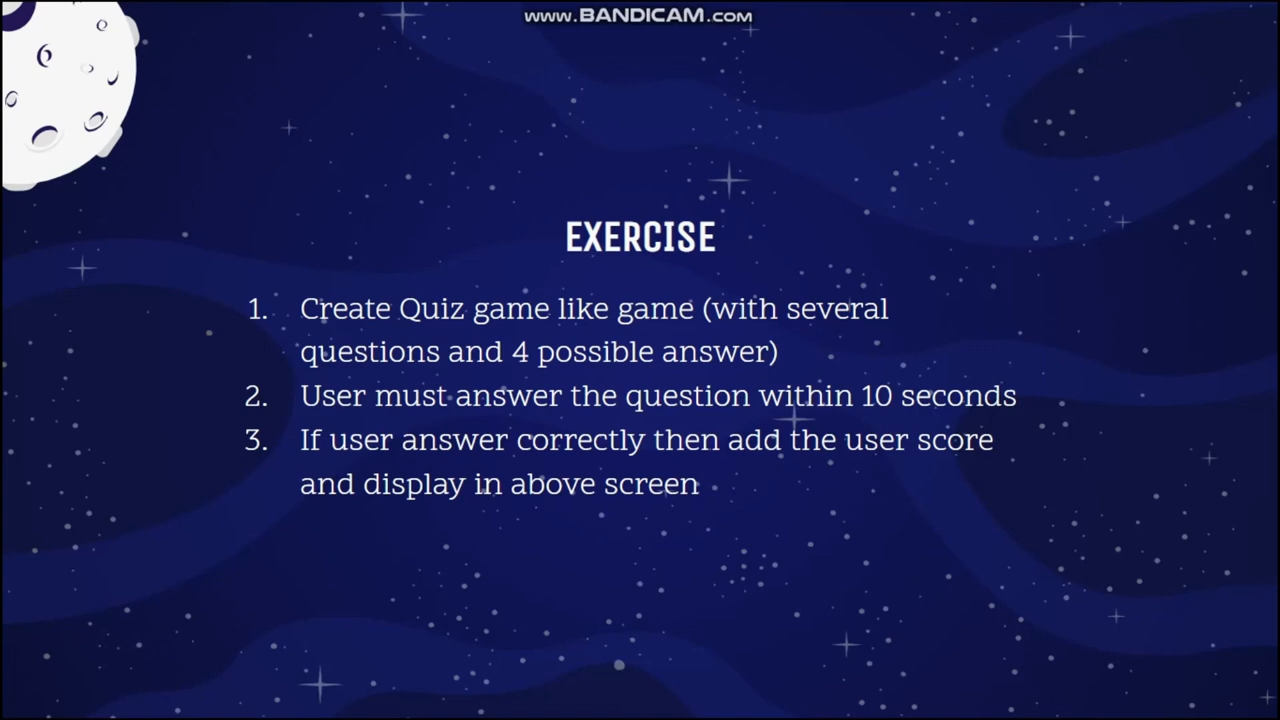 www.BANDICAM.com
EXERCISE
1. Create Quiz game like game (with several
questions and 4 possible answer)
2. User must answer the question within 10 seconds
3. If user answer correctly then add the user score
and display in above screen